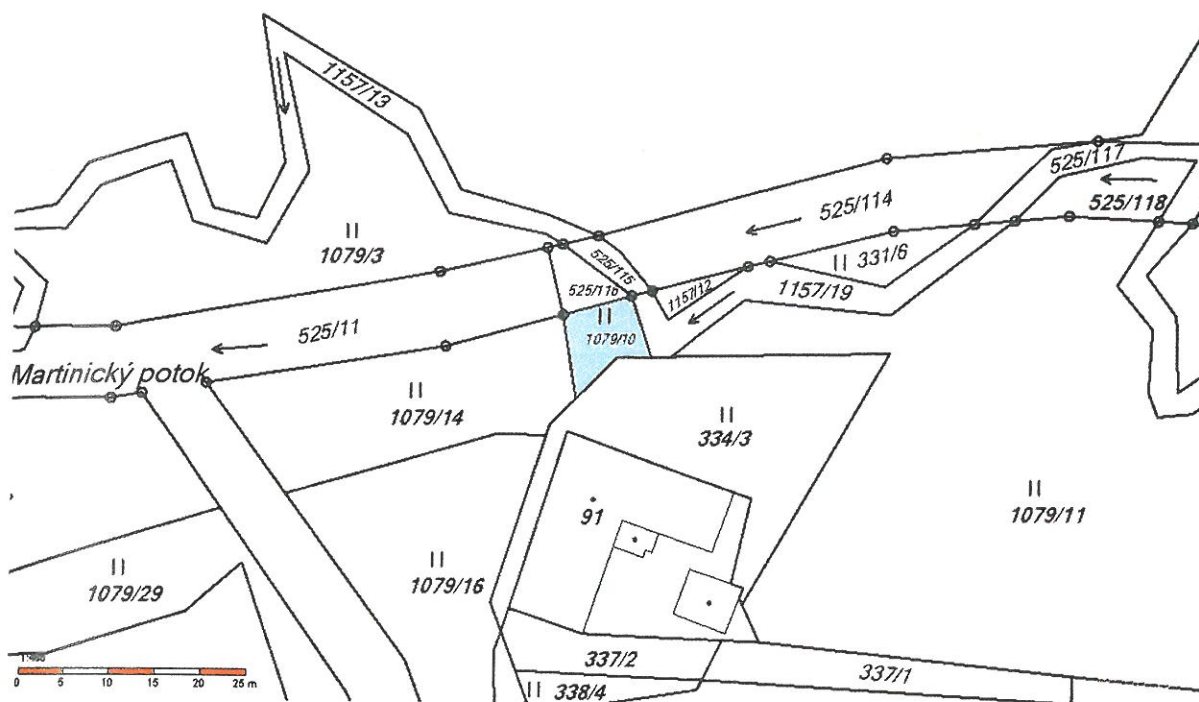 1157/13
525/117
525/118
525/114
II
1079/3
525/115
II 331/6
525/116
1157/12
1157/19
525/11
II
1079/10
Martinický potok
II
1079/14
II
334/3
II
1079/11
91
II
1079/16
II
1079/29
337/2
337/1
II 338/4
0 5 10 15 20 25 m